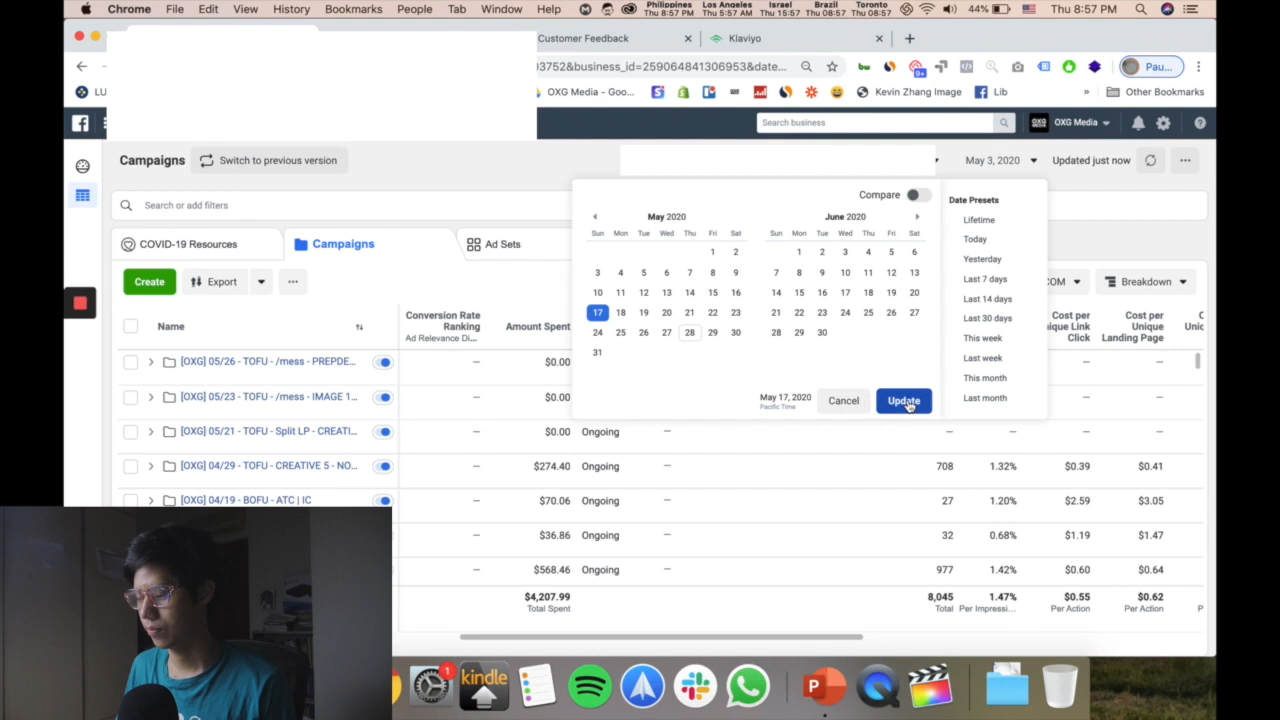 Chrome File Edit View History Bookmarks People Tab Window Help
Philippines Los Angeles Israel Brazil Toronto
Thu 8:57 PM Thu 5:57 AM Thu 15:57 Thu 08:57 Thu 08:57
44% Thu 8:57 PM
Customer Feedback × Klaviyo × +
03752&business_id=259064841306953&date...
9+
Pau...
LU
OXG Media - Goo... Kevin Zhang Image Lib » Other Bookmarks
Search business
OXG Media
Campaigns Switch to previous version
May 3, 2020 Updated just now
Search or add filters
Compare
Date Presets
May 2020 June 2020
Sun Mon Tue Wed Thu Fri Sat Sun Mon Tue Wed Thu Fri Sat
1 2 1 2 3 4 5 6
3 4 5 6 7 8 9 7 8 9 10 11 12 13
10 11 12 13 14 15 16 14 15 16 17 18 19 20
17 18 19 20 21 22 23 21 22 23 24 25 26 27
24 25 26 27 28 29 30 28 29 30
31
Lifetime
Today
Yesterday
Last 7 days
Last 14 days
Last 30 days
This week
Last week
This month
Last month
May 17, 2020
Pacific Time
Cancel Update
COVID-19 Resources Campaigns Ad Sets
Create Export ...
COM Breakdown
Name
Conversion Rate Ranking
Ad Relevance Di...
Amount Spent
Cost per
ique Link
Click
Cost per
Unique
Landing Page
C
Unic
[OXG] 05/26 - TOFU - /mess - PREPDE... — $0.00 — —
[OXG] 05/23 - TOFU - /mess - IMAGE 1... — $0.00 — —
[OXG] 05/21 - TOFU - Split LP - CREATI... — $0.00 Ongoing — — — — —
[OXG] 04/29 - TOFU - CREATIVE 5 - NO... — $274.40 Ongoing — 708 1.32% $0.39 $0.41
[OXG] 04/19 - BOFU - ATC | IC — $70.06 Ongoing — 27 1.20% $2.59 $3.05
— $36.86 Ongoing — 32 0.68% $1.19 $1.47
— $568.46 Ongoing — 977 1.42% $0.60 $0.64
$4,207.99 8,045 1.47% $0.55 $0.62
Total Spent Total Per Impressi... Per Action Per Action
1
kindle